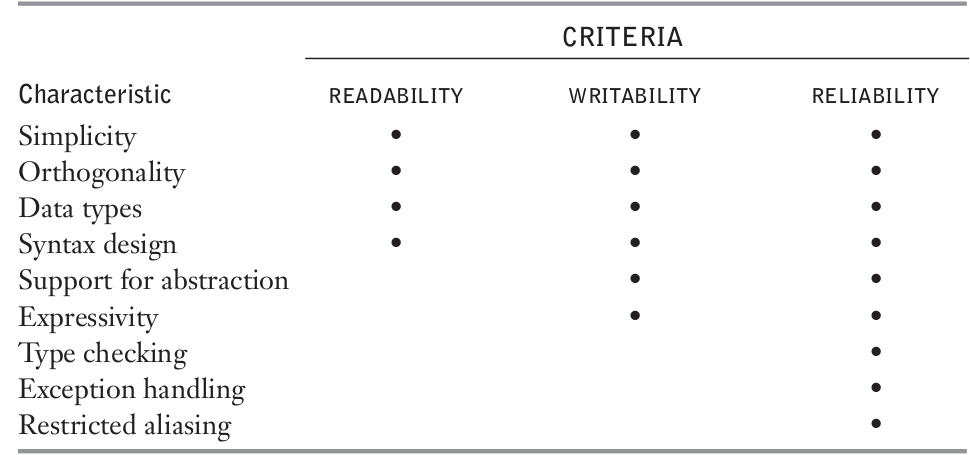 CRITERIA
Characteristic READABILITY WRITABILITY RELIABILITY
Simplicity • • •
Orthogonality • • •
Data types • • •
Syntax design • • •
Support for abstraction • •
Expressivity • •
Type checking •
Exception handling •
Restricted aliasing •